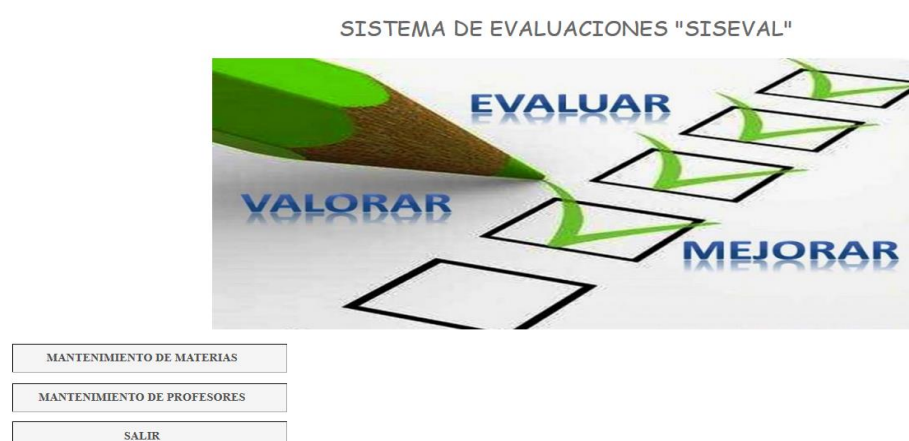 SISTEMA DE EVALUACIONES "SISEVAL"
EVALUAR
VALORAR
MEJORAR
MANTENIMIENTO DE MATERIAS
MANTENIMIENTO DE PROFESORES
SALIR